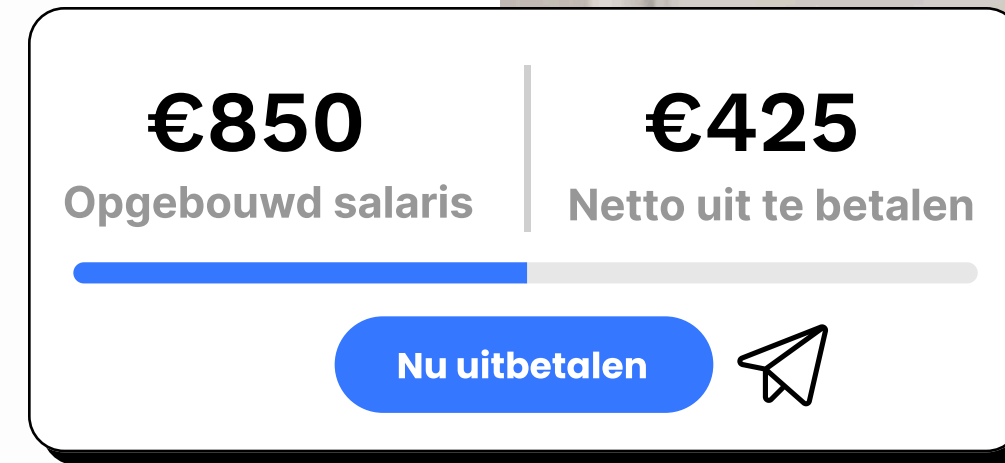 €850
Opgebouwd salaris
€425
Netto uit te betalen
Nu uitbetalen